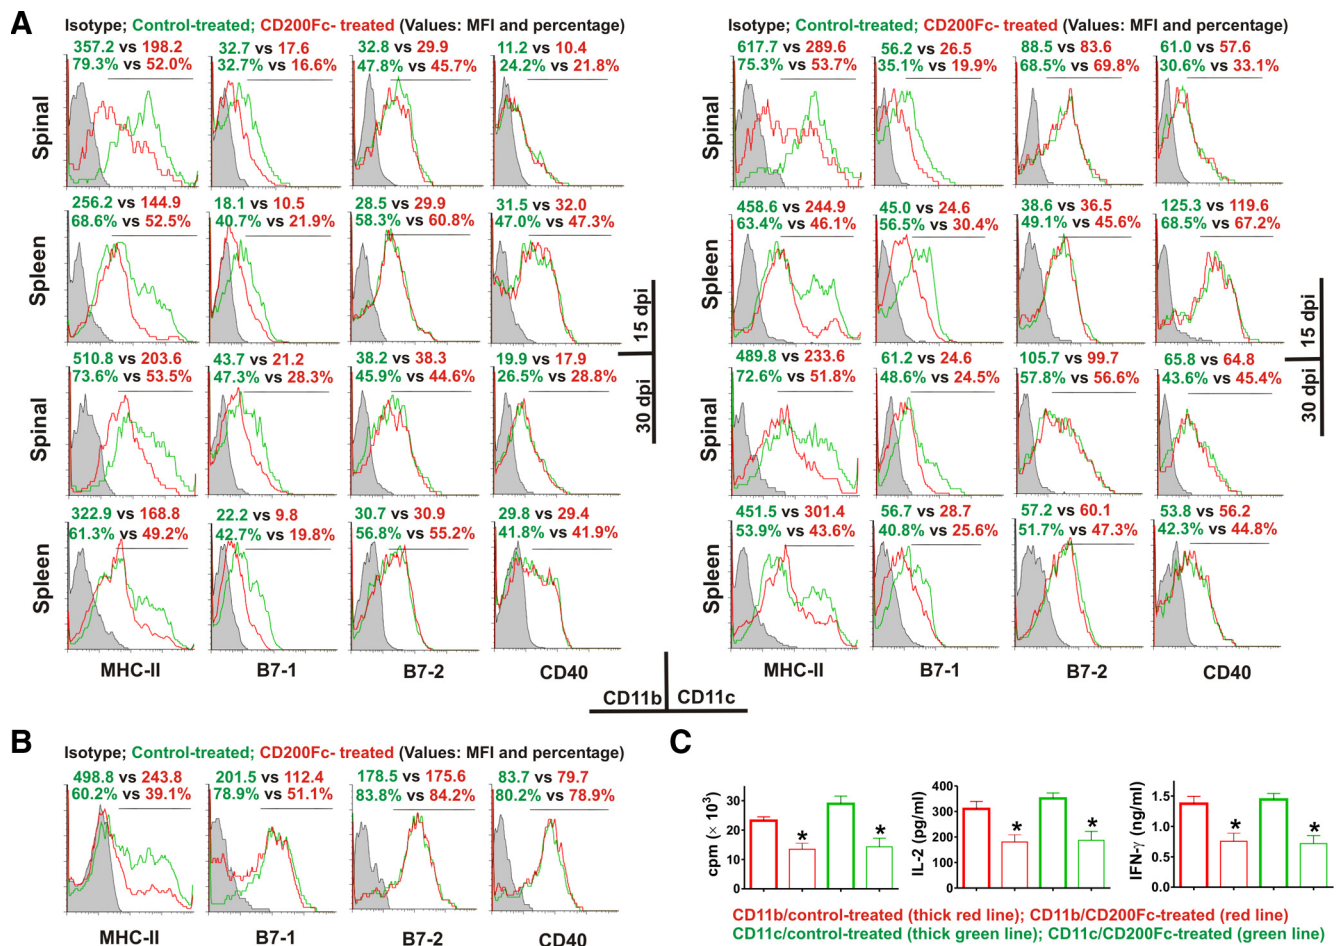 A
Isotype; Control-treated; CD200Fc- treated (Values: MFI and percentage)
357.2 vs 198.2 32.7 vs 17.6 32.8 vs 29.9 11.2 vs 10.4
79.3% vs 52.0% 32.7% vs 16.6% 47.8% vs 45.7% 24.2% vs 21.8%
Spinal
256.2 vs 144.9 18.1 vs 10.5 28.5 vs 29.9 31.5 vs 32.0
68.6% vs 52.5% 40.7% vs 21.9% 58.3% vs 60.8% 47.0% vs 47.3%
Spleen
15 dpi
510.8 vs 203.6 43.7 vs 21.2 38.2 vs 38.3 19.9 vs 17.9
73.6% vs 53.5% 47.3% vs 28.3% 45.9% vs 44.6% 26.5% vs 28.8%
Spinal
30 dpi
322.9 vs 168.8 22.2 vs 9.8 30.7 vs 30.9 29.8 vs 29.4
61.3% vs 49.2% 42.7% vs 19.8% 56.8% vs 55.2% 41.8% vs 41.9%
Spleen
MHC-II B7-1 B7-2 CD40
Isotype; Control-treated; CD200Fc- treated (Values: MFI and percentage)
617.7 vs 289.6 56.2 vs 26.5 88.5 vs 83.6 61.0 vs 57.6
75.3% vs 53.7% 35.1% vs 19.9% 68.5% vs 69.8% 30.6% vs 33.1%
Spinal
458.6 vs 244.9 45.0 vs 24.6 38.6 vs 36.5 125.3 vs 119.6
63.4% vs 46.1% 56.5% vs 30.4% 49.1% vs 45.6% 68.5% vs 67.2%
Spleen
15 dpi
489.8 vs 233.6 61.2 vs 24.6 105.7 vs 99.7 65.8 vs 64.8
72.6% vs 51.8% 48.6% vs 24.5% 57.8% vs 56.6% 43.6% vs 45.4%
Spinal
30 dpi
451.5 vs 301.4 56.7 vs 28.7 57.2 vs 60.1 53.8 vs 56.2
53.9% vs 43.6% 40.8% vs 25.6% 51.7% vs 47.3% 42.3% vs 44.8%
Spleen
MHC-II B7-1 B7-2 CD40
CD11b CD11c
B
Isotype; Control-treated; CD200Fc- treated (Values: MFI and percentage)
498.8 vs 243.8 201.5 vs 112.4 178.5 vs 175.6 83.7 vs 79.7
60.2% vs 39.1% 78.9% vs 51.1% 83.8% vs 84.2% 80.2% vs 78.9%
MHC-II B7-1 B7-2 CD40
C
cpm (× 10³)
30
20
10
0
* *
IL-2 (pg/ml)
400
300
200
100
0
* *
IFN-γ (ng/ml)
1.5
1.0
0.5
0.0
* *
CD11b/control-treated (thick red line); CD11b/CD200Fc-treated (red line)
CD11c/control-treated (thick green line); CD11c/CD200Fc-treated (green line)